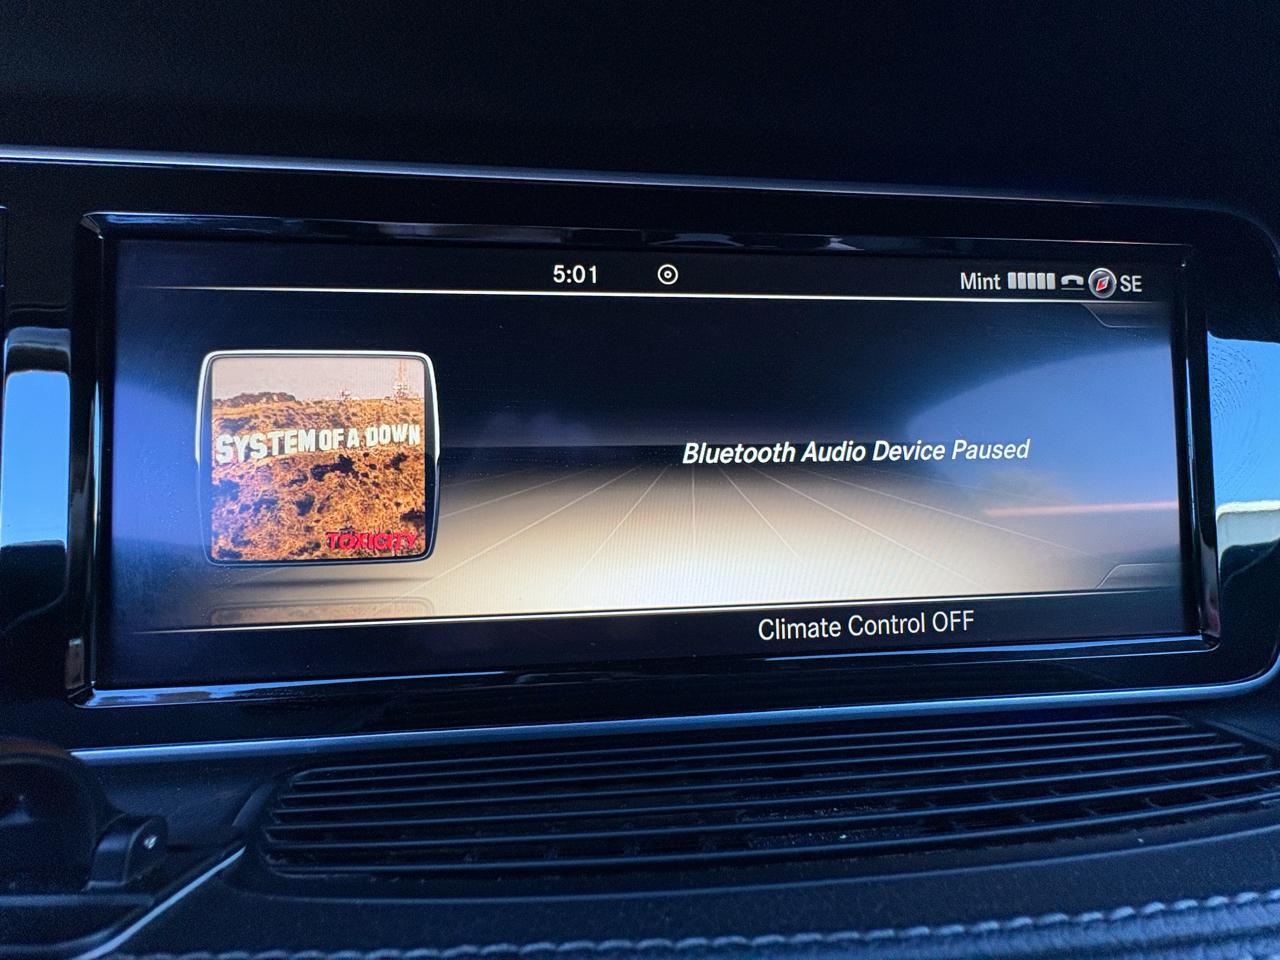 5:01
Mint
SE
SYSTEM OF A DOWN
Bluetooth Audio Device Paused
TOXICITY
Climate Control OFF